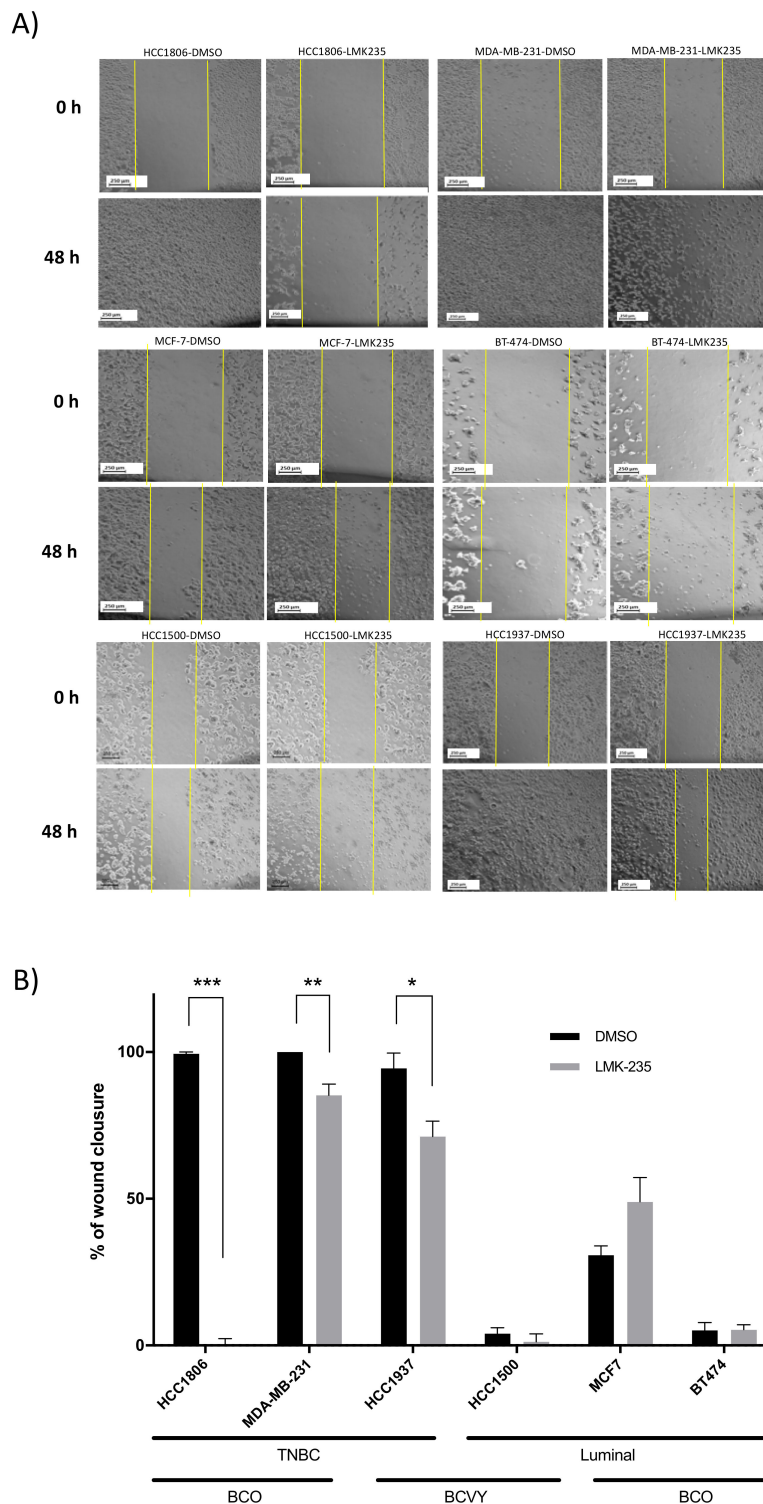 A)
HCC1806-DMSO HCC1806-LMK235 MDA-MB-231-DMSO MDA-MB-231-LMK235
0 h
250 µm 250 µm 250 µm 250 µm
48 h
250 µm 250 µm 250 µm 250 µm
MCF-7-DMSO MCF-7-LMK235 BT-474-DMSO BT-474-LMK235
0 h
250 µm 250 µm 250 µm 250 µm
48 h
250 µm 250 µm 250 µm 250 µm
HCC1500-DMSO HCC1500-LMK235 HCC1937-DMSO HCC1937-LMK235
0 h
250 µm 250 µm
48 h
250 µm 250 µm
B)
*** ** *
DMSO
LMK-235
100
50
0
% of wound clousure
HCC1806 MDA-MB-231 HCC1937 HCC1500 MCF7 BT474
TNBC Luminal
BCO BCVY BCO